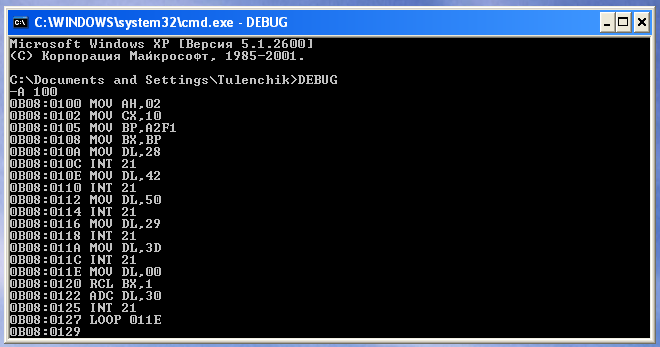 C:\WINDOWS\system32\cmd.exe - DEBUG
Microsoft Windows XP [Версия 5.1.2600]
(С) Корпорация Майкрософт, 1985-2001.
C:\Documents and Settings\Tulenchik>DEBUG
-A 100
0B08:0100 MOV AH,02
0B08:0102 MOV CX,10
0B08:0105 MOV BP,A2F1
0B08:0108 MOV BX,BP
0B08:010A MOV DL,28
0B08:010C INT 21
0B08:010E MOV DL,42
0B08:0110 INT 21
0B08:0112 MOV DL,50
0B08:0114 INT 21
0B08:0116 MOV DL,29
0B08:0118 INT 21
0B08:011A MOV DL,3D
0B08:011C INT 21
0B08:011E MOV DL,00
0B08:0120 RCL BX,1
0B08:0122 ADC DL,30
0B08:0125 INT 21
0B08:0127 LOOP 011E
0B08:0129